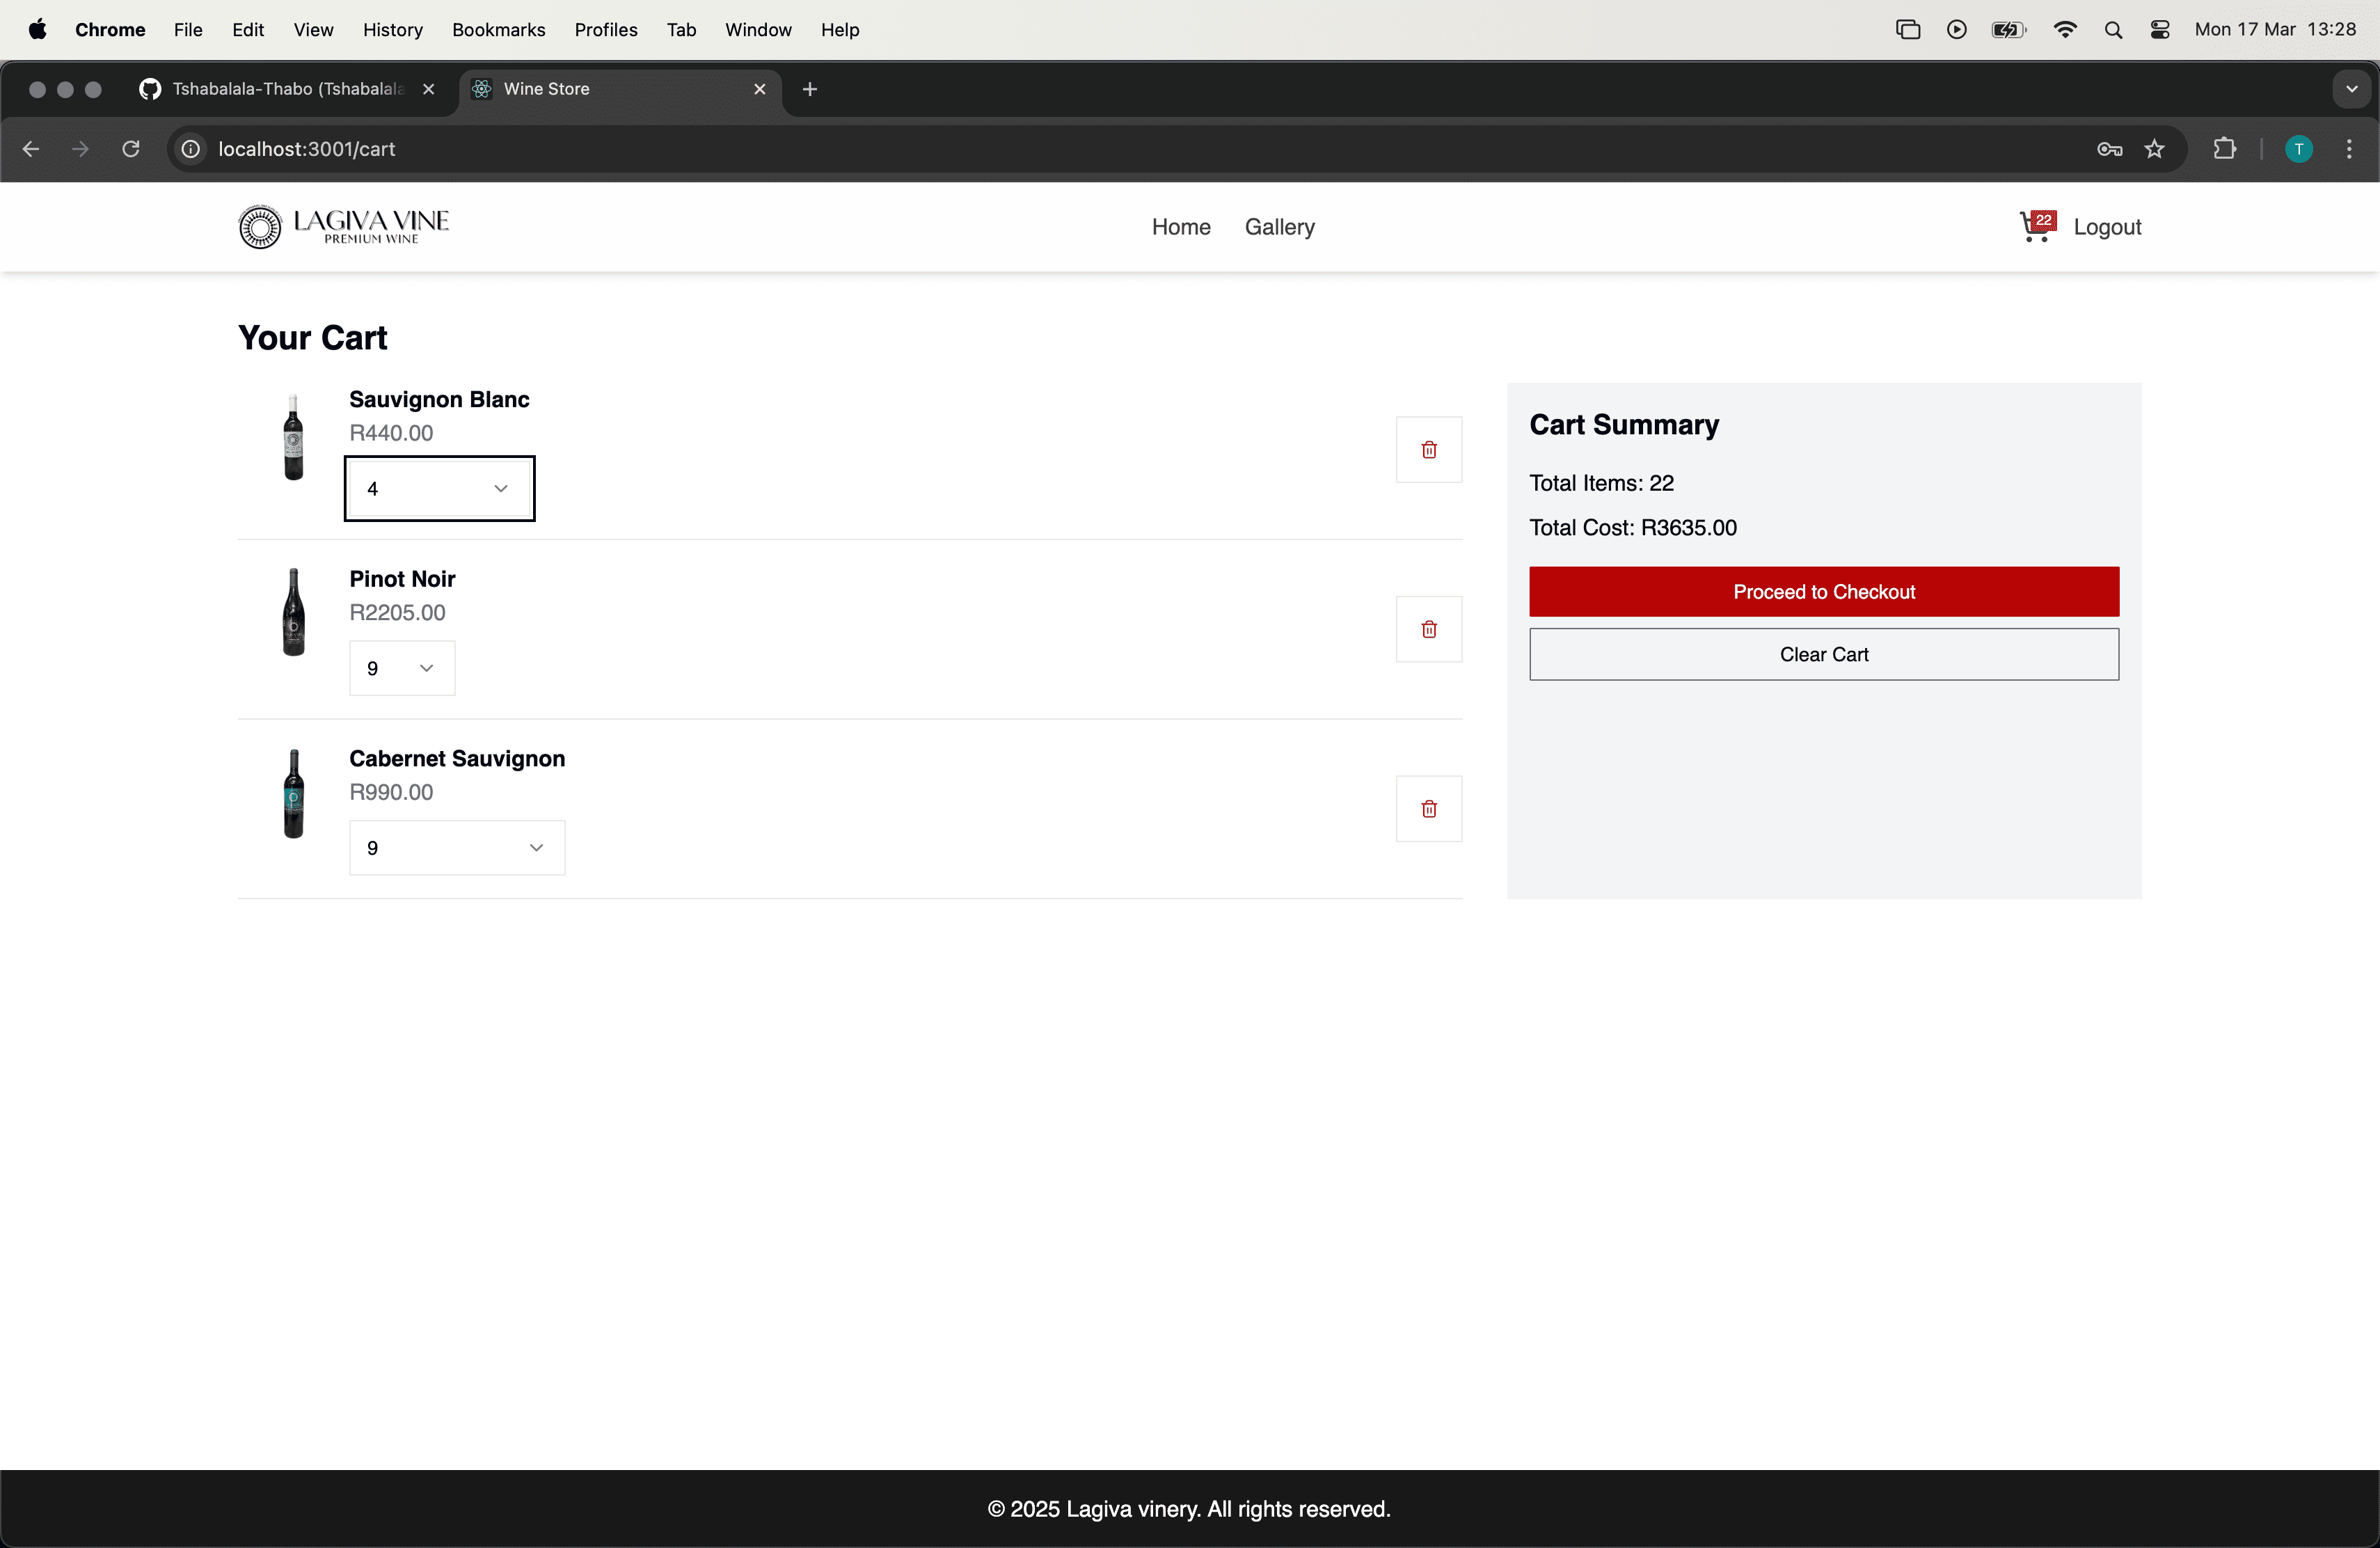 Chrome File Edit View History Bookmarks Profiles Tab Window Help Mon 17 Mar 13:28
Tshabalala-Thabo (Tshabalala Wine Store
localhost:3001/cart T
LAGIVA VINE
PREMIUM WINE
Home Gallery
22 Logout
Your Cart
Sauvignon Blanc
R440.00
4
Pinot Noir
R2205.00
9
Cabernet Sauvignon
R990.00
9
Cart Summary
Total Items: 22
Total Cost: R3635.00
Proceed to Checkout
Clear Cart
© 2025 Lagiva vinery. All rights reserved.